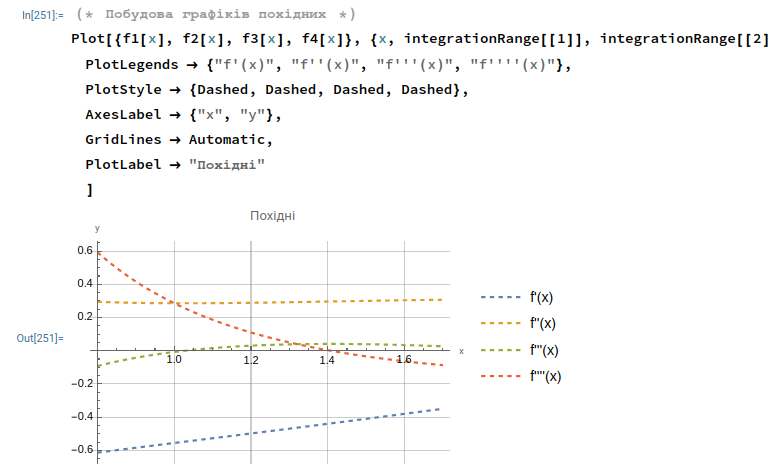 In[251]:= (* Побудова графіків похідних *)
Plot[{f1[x], f2[x], f3[x], f4[x]}, {x, integrationRange[[1]], integrationRange[[2]
PlotLegends → {"f'(x)", "f''(x)", "f'''(x)", "f''''(x)"},
PlotStyle → {Dashed, Dashed, Dashed, Dashed},
AxesLabel → {"x", "y"},
GridLines → Automatic,
PlotLabel → "Похідні"
]
Похідні
y
0.6
0.4
0.2
-0.2
-0.4
-0.6
1.0
1.2
1.4
1.6
x
Out[251]=
f'(x)
f''(x)
f'''(x)
f''''(x)